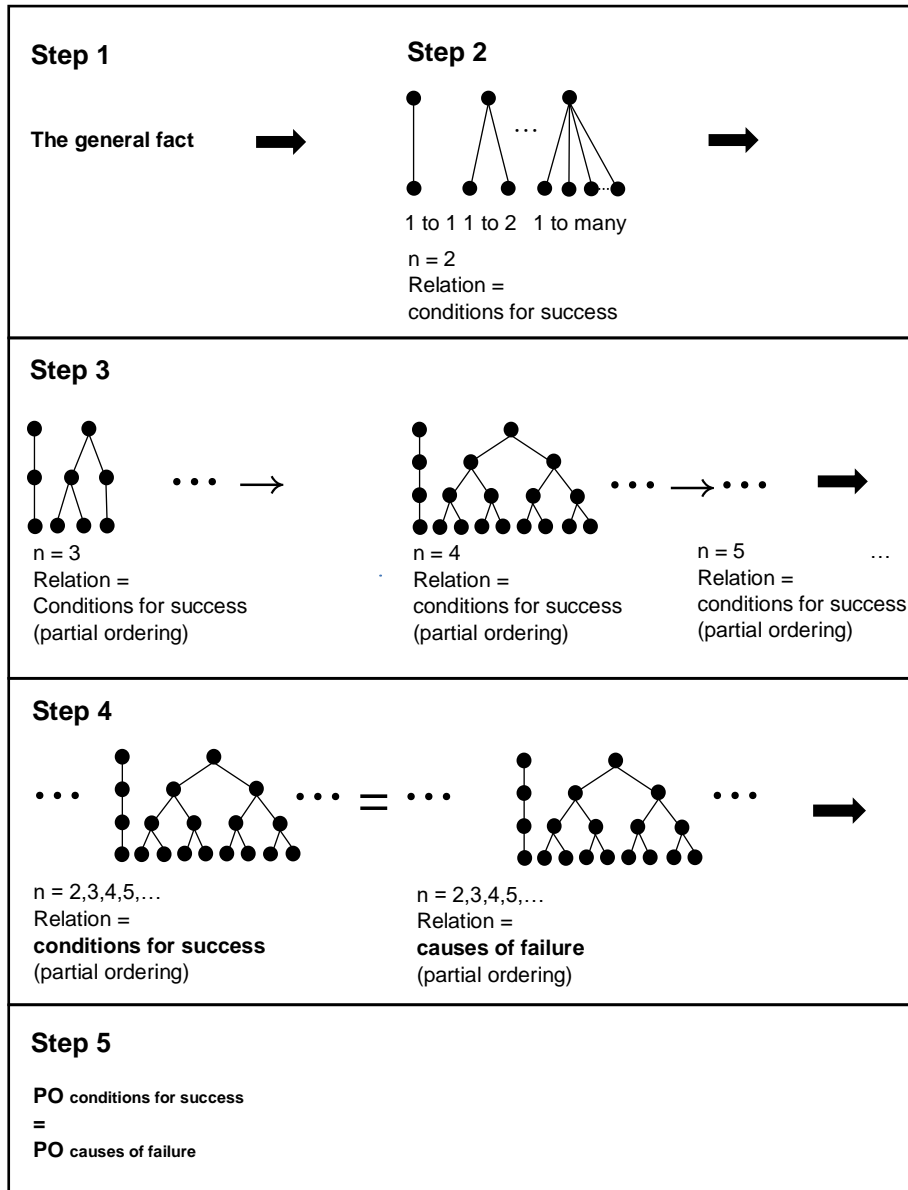 Step 1
Step 2
The general fact
…
...
1 to 1 1 to 2 1 to many
n = 2
Relation =
conditions for success
Step 3
… → … → …
n = 3
Relation =
Conditions for success
(partial ordering)
n = 4
Relation =
conditions for success
(partial ordering)
n = 5 …
Relation =
conditions for success
(partial ordering)
Step 4
… … = … …
n = 2,3,4,5,…
Relation =
conditions for success
(partial ordering)
n = 2,3,4,5,…
Relation =
causes of failure
(partial ordering)
Step 5
PO conditions for success
=
PO causes of failure